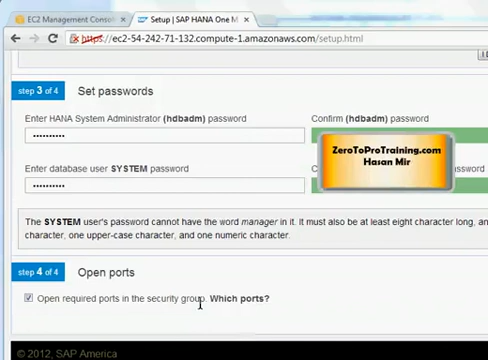 EC2 Management Consol
Setup | SAP HANA One M
https://ec2-54-242-71-132.compute-1.amazonaws.com/setup.html
step 3 of 4
Set passwords
Enter HANA System Administrator (hdbadm) password
Confirm (hdbadm) password
ZeroToProTraining.com
Hasan Mir
Enter database user SYSTEM password
The SYSTEM user's password cannot have the word manager in it. It must also be at least eight character long, an
character, one upper-case character, and one numeric character.
step 4 of 4
Open ports
Open required ports in the security group. Which ports?
© 2012, SAP America